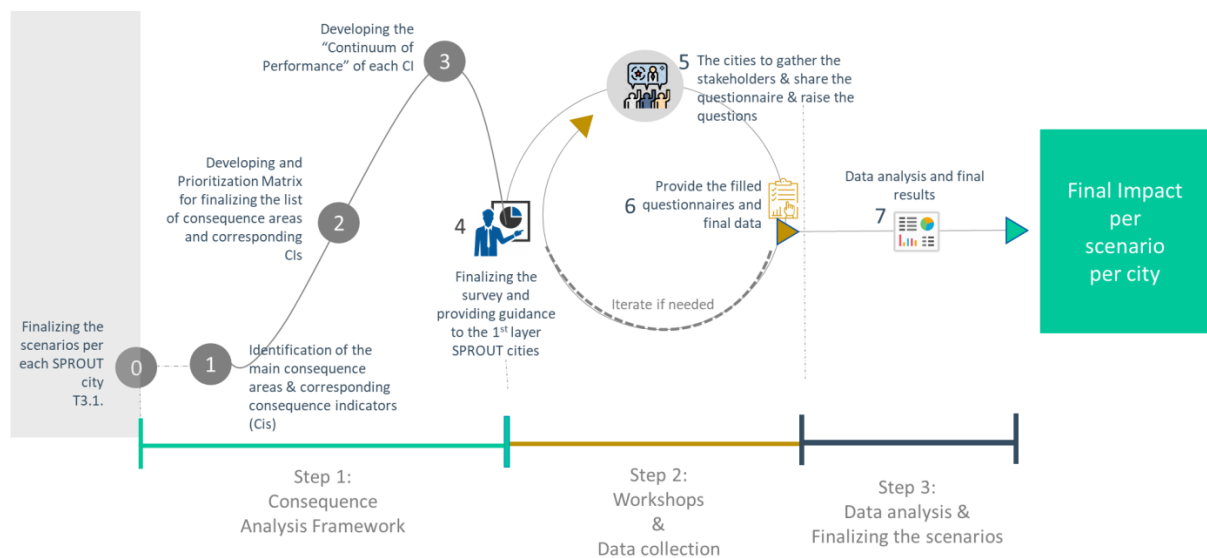 Finalizing the
scenarios per
each SPROUT
city
T3.1.
0
1
Identification of the
main consequence
areas & corresponding
consequence indicators
(Cis)
Developing and
Prioritization Matrix
for finalizing the list
of consequence areas
and corresponding
CIs
2
Developing the
“Continuum of
Performance” of each CI
3
4
Finalizing the
survey and
providing guidance
to the 1st layer
SPROUT cities
5
The cities to gather the
stakeholders & share the
questionnaire & raise the
questions
6
Provide the filled
questionnaires and
final data
Iterate if needed
Data analysis and final
results
7
Final Impact
per
scenario
per city
Step 1:
Consequence
Analysis Framework
Step 2:
Workshops
&
Data collection
Step 3:
Data analysis &
Finalizing the scenarios